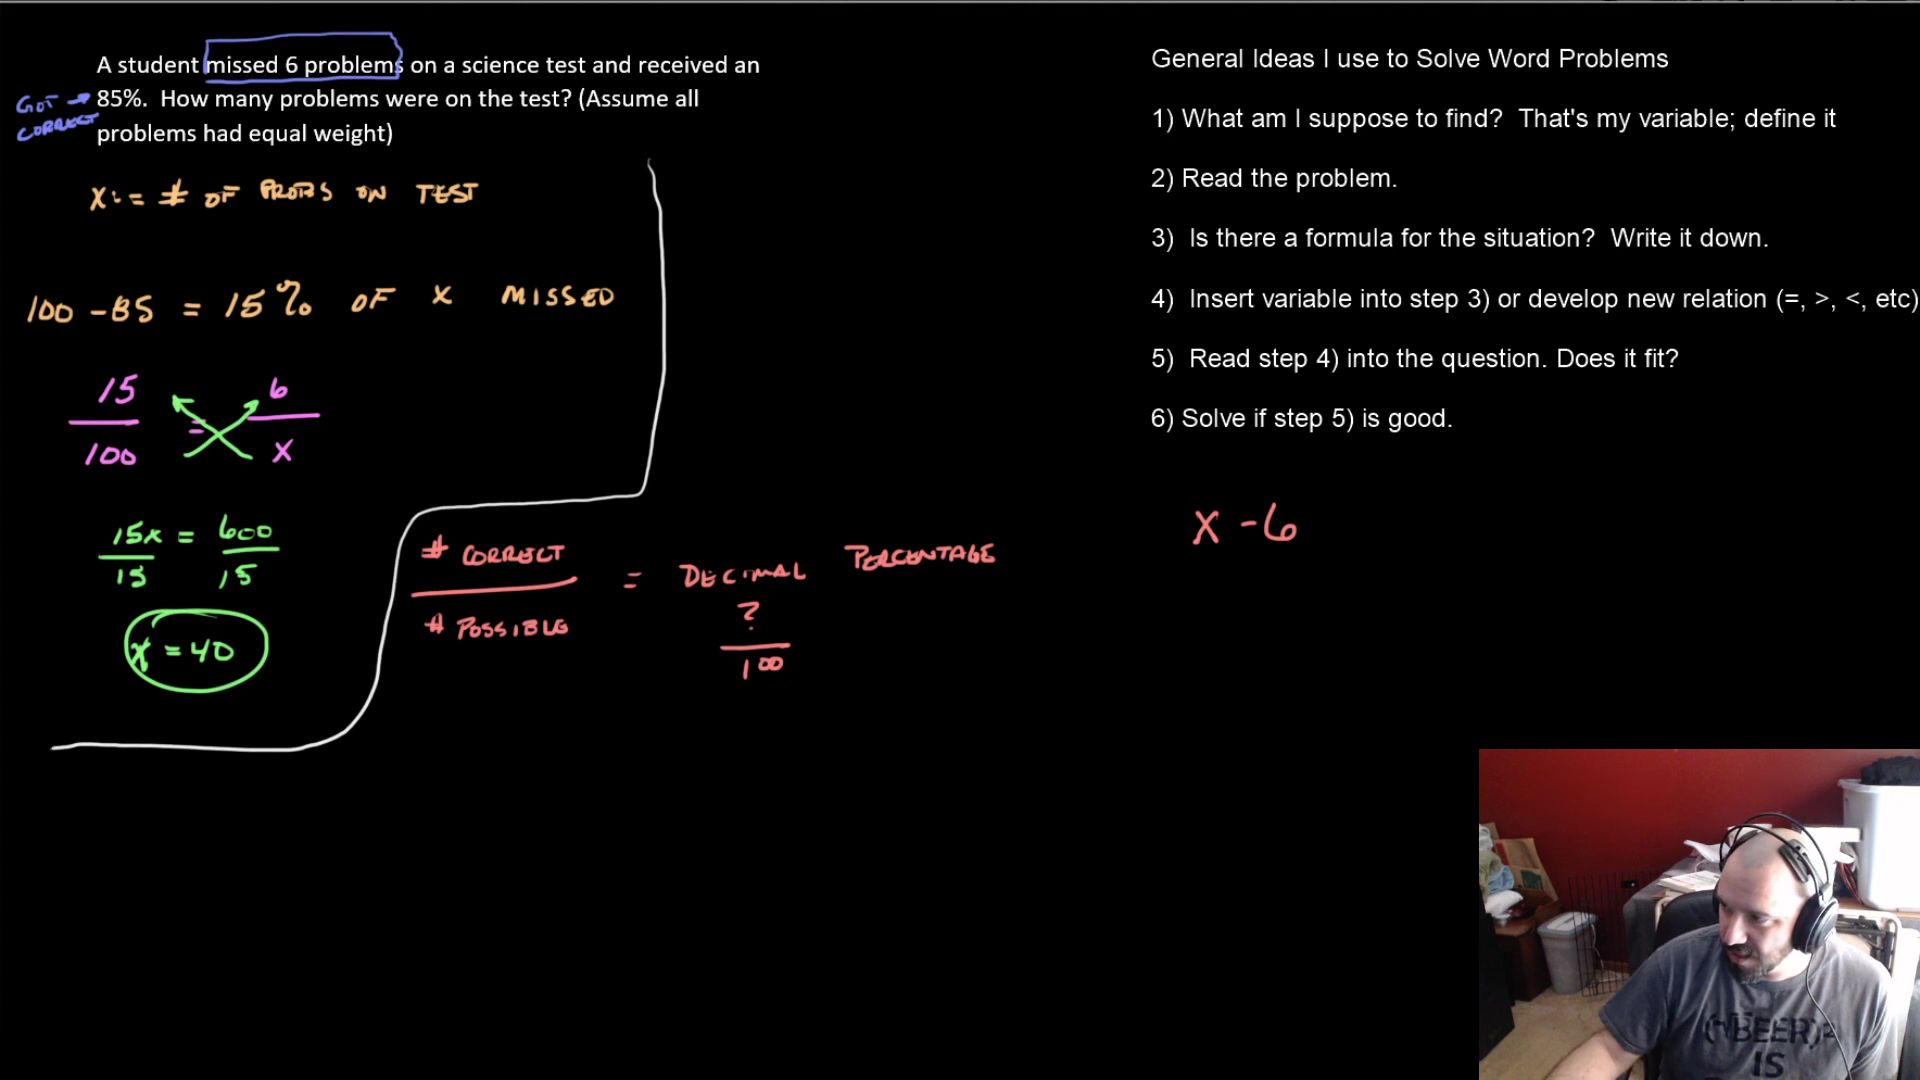 A student missed 6 problems on a science test and received an
GOT → 85%. How many problems were on the test? (Assume all
CORRECT problems had equal weight)
x := # OF PROBS ON TEST
100 - 85 = 15% OF X MISSED
15 = 6
100 X
15x = 600
15 15
x = 40
# CORRECT = DECIMAL PERCENTAGE
# POSSIBLE
?
100
General Ideas I use to Solve Word Problems
1) What am I suppose to find? That's my variable; define it
2) Read the problem.
3) Is there a formula for the situation? Write it down.
4) Insert variable into step 3) or develop new relation (=, >, <, etc)
5) Read step 4) into the question. Does it fit?
6) Solve if step 5) is good.
X - 6
IS